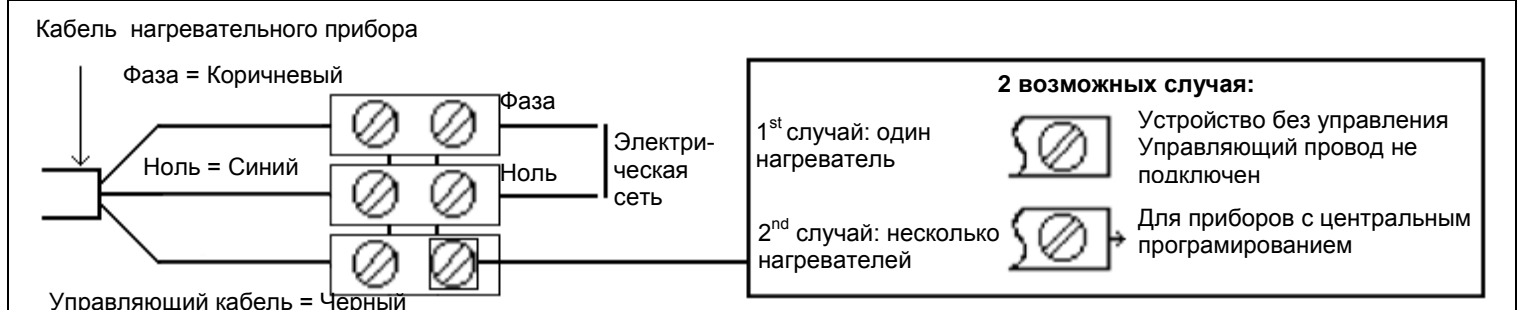 Кабель нагревательного прибора
Фаза = Коричневый
Фаза
Ноль = Синий
Ноль
Электри-
ческая
сеть
Управляющий кабель = Черный
2 возможных случая:
1st случай: один
нагреватель
Устройство без управления
Управляющий провод не
подключен
2nd случай: несколько
нагревателей
Для приборов с центральным
програмированием